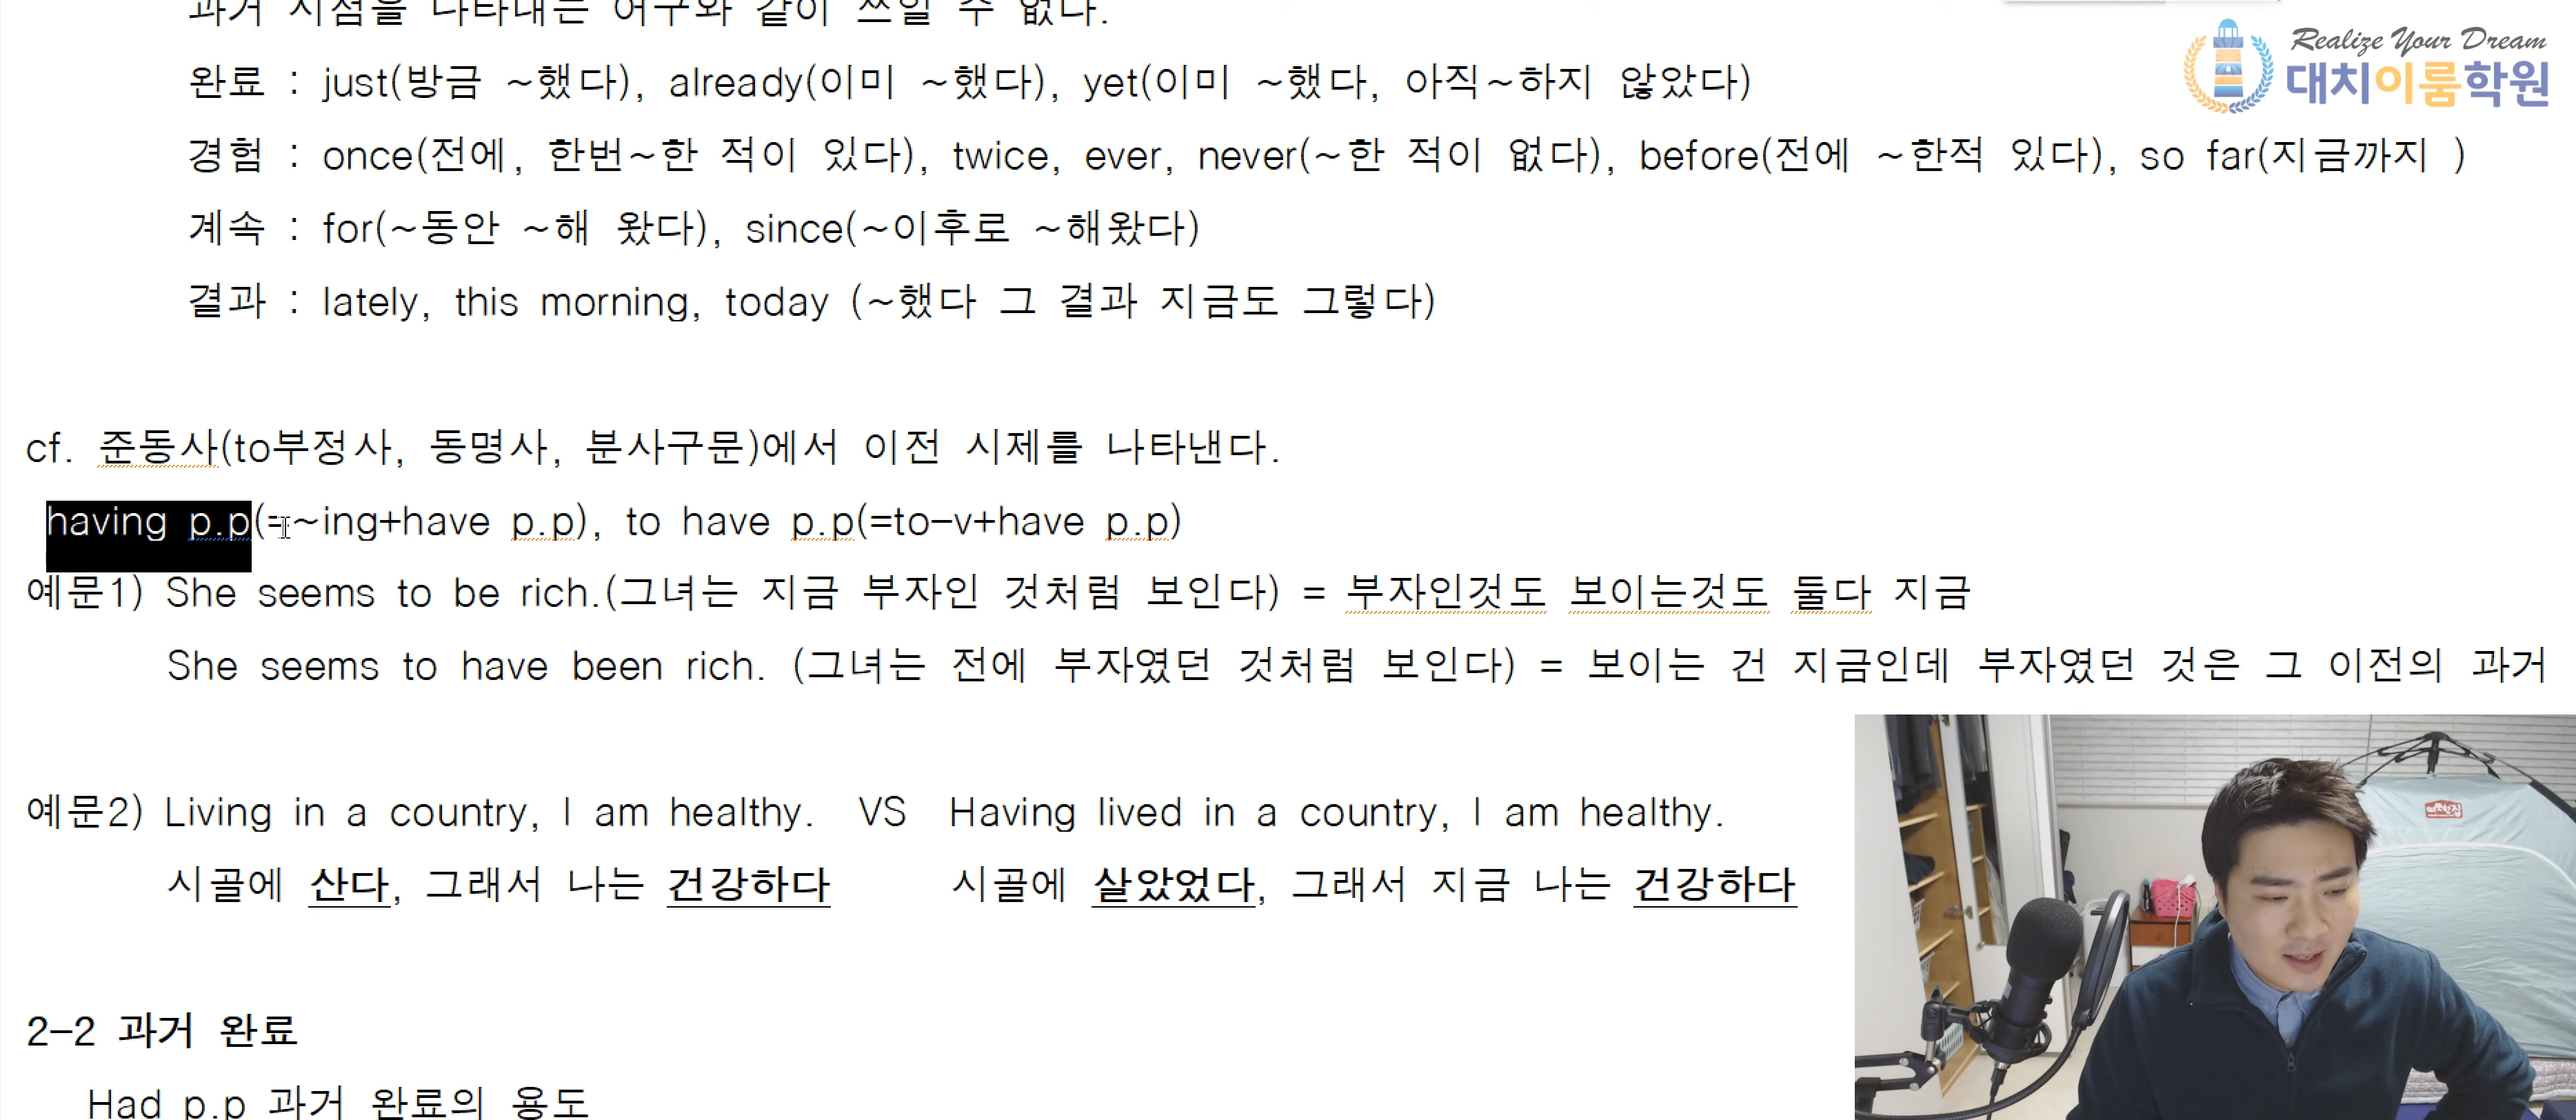 과거 시점을 나타내는 어구와 같이 쓰일 수 없다.
Realize Your Dream
대치이룸학원
완료 : just(방금 ~했다), already(이미 ~했다), yet(이미 ~했다, 아직~하지 않았다)
경험 : once(전에, 한번~한 적이 있다), twice, ever, never(~한 적이 없다), before(전에 ~한적 있다), so far(지금까지 )
계속 : for(~동안 ~해 왔다), since(~이후로 ~해왔다)
결과 : lately, this morning, today (~했다 그 결과 지금도 그렇다)
cf. 준동사(to부정사, 동명사, 분사구문)에서 이전 시제를 나타낸다.
having p.p(=~ing+have p.p), to have p.p(=to-v+have p.p)
예문1) She seems to be rich.(그녀는 지금 부자인 것처럼 보인다) = 부자인것도 보이는것도 둘다 지금
She seems to have been rich. (그녀는 전에 부자였던 것처럼 보인다) = 보이는 건 지금인데 부자였던 것은 그 이전의 과거
예문2) Living in a country, I am healthy. VS Having lived in a country, I am healthy.
시골에 산다, 그래서 나는 건강하다 시골에 살았었다, 그래서 지금 나는 건강하다
2-2 과거 완료
Had p.p 과거 완료의 용도